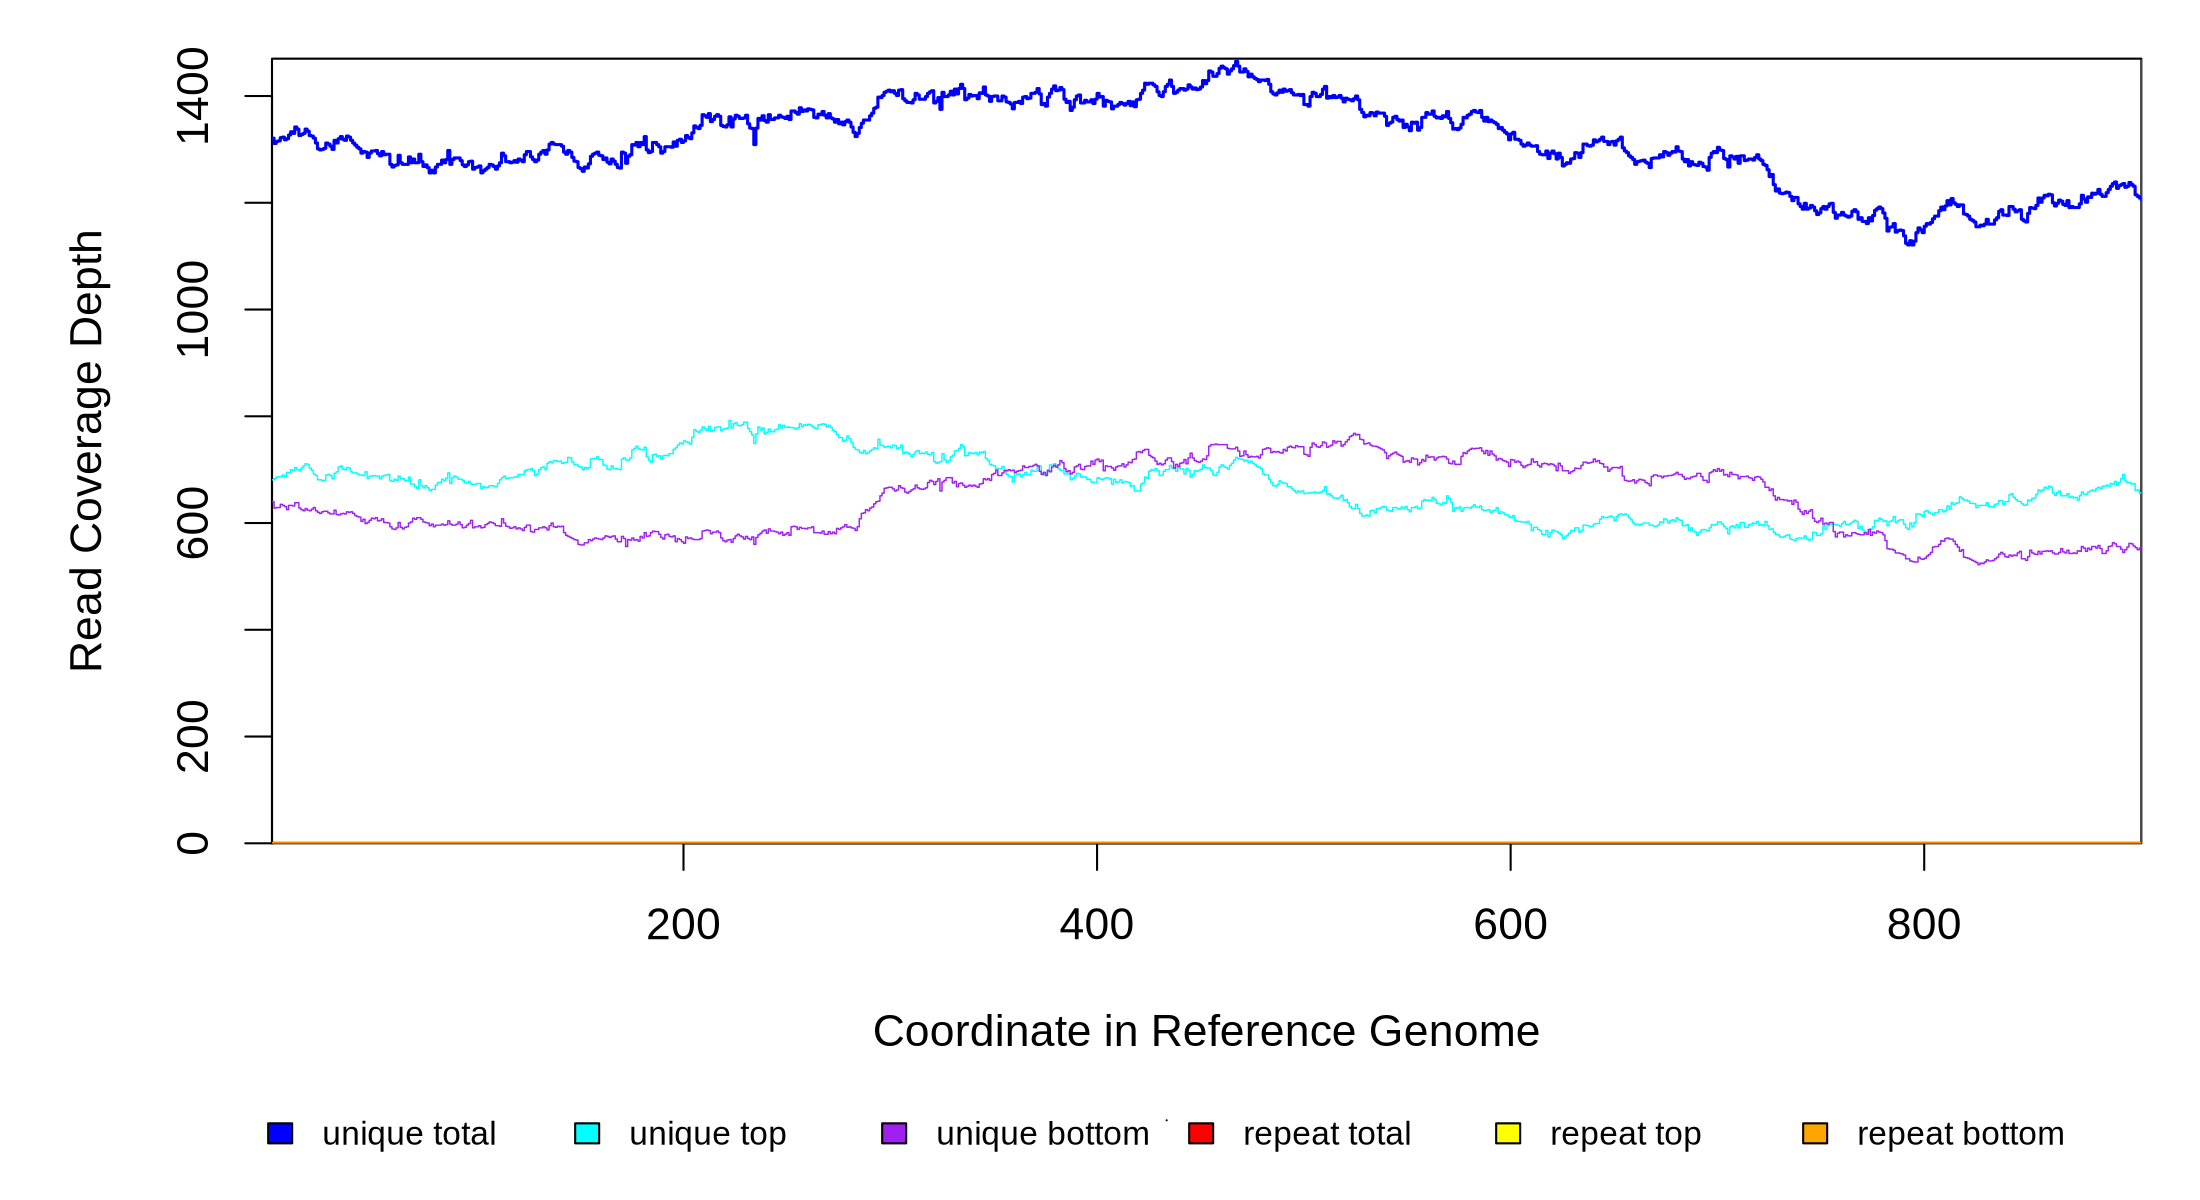 1400
1000
600
200
0
Read Coverage Depth
200 400 600 800
Coordinate in Reference Genome
unique total unique top unique bottom repeat total repeat top repeat bottom